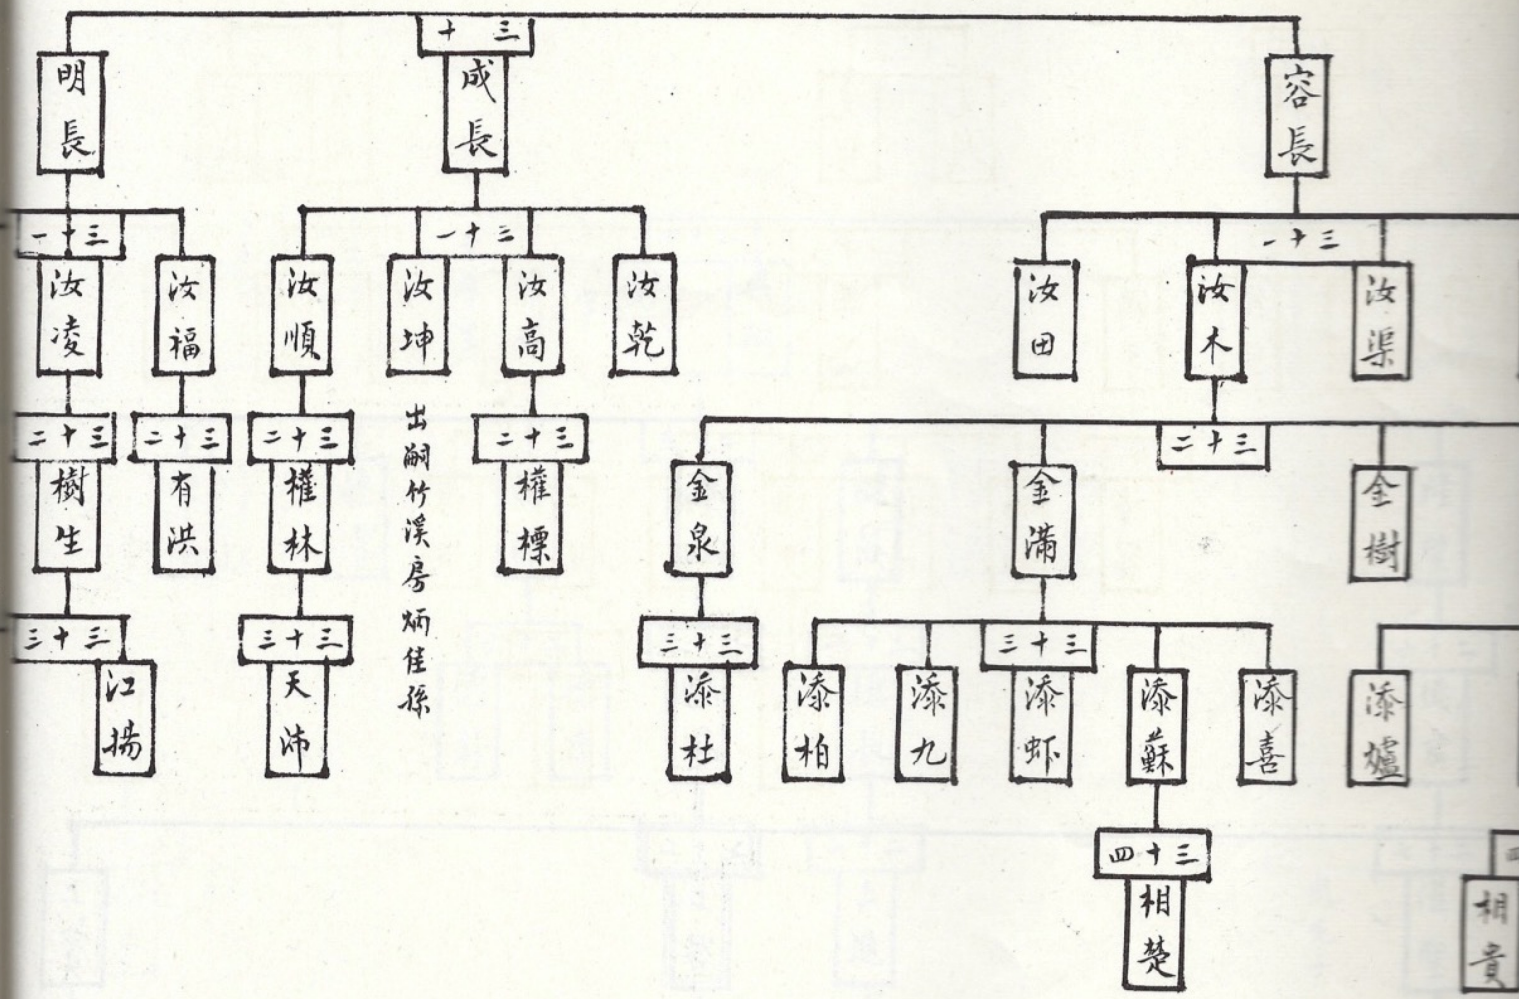 三十
容長
成長
明長
三十一
三十一
三十一
汝渠
汝木
汝田
汝乾
汝高
汝坤
汝順
汝福
汝凌
出嗣竹溪房炳佳孫
三十二
三十二
三十二
三十二
三十二
金樹
金滿
金泉
權標
權林
有洪
樹生
三十三
三十三
三十三
三十三
添爐
添喜
添蘇
添虾
添九
添柏
添杜
天沛
江揚
三十四
相貴
相楚